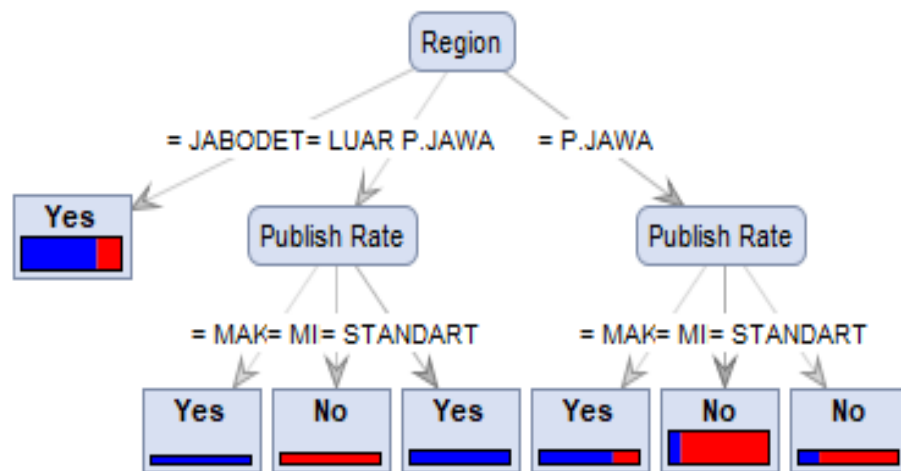 Region
= JABODET= LUAR P.JAWA = P.JAWA
Yes
Publish Rate Publish Rate
= MAK= MI= STANDART = MAK= MI= STANDART
Yes No Yes Yes No No